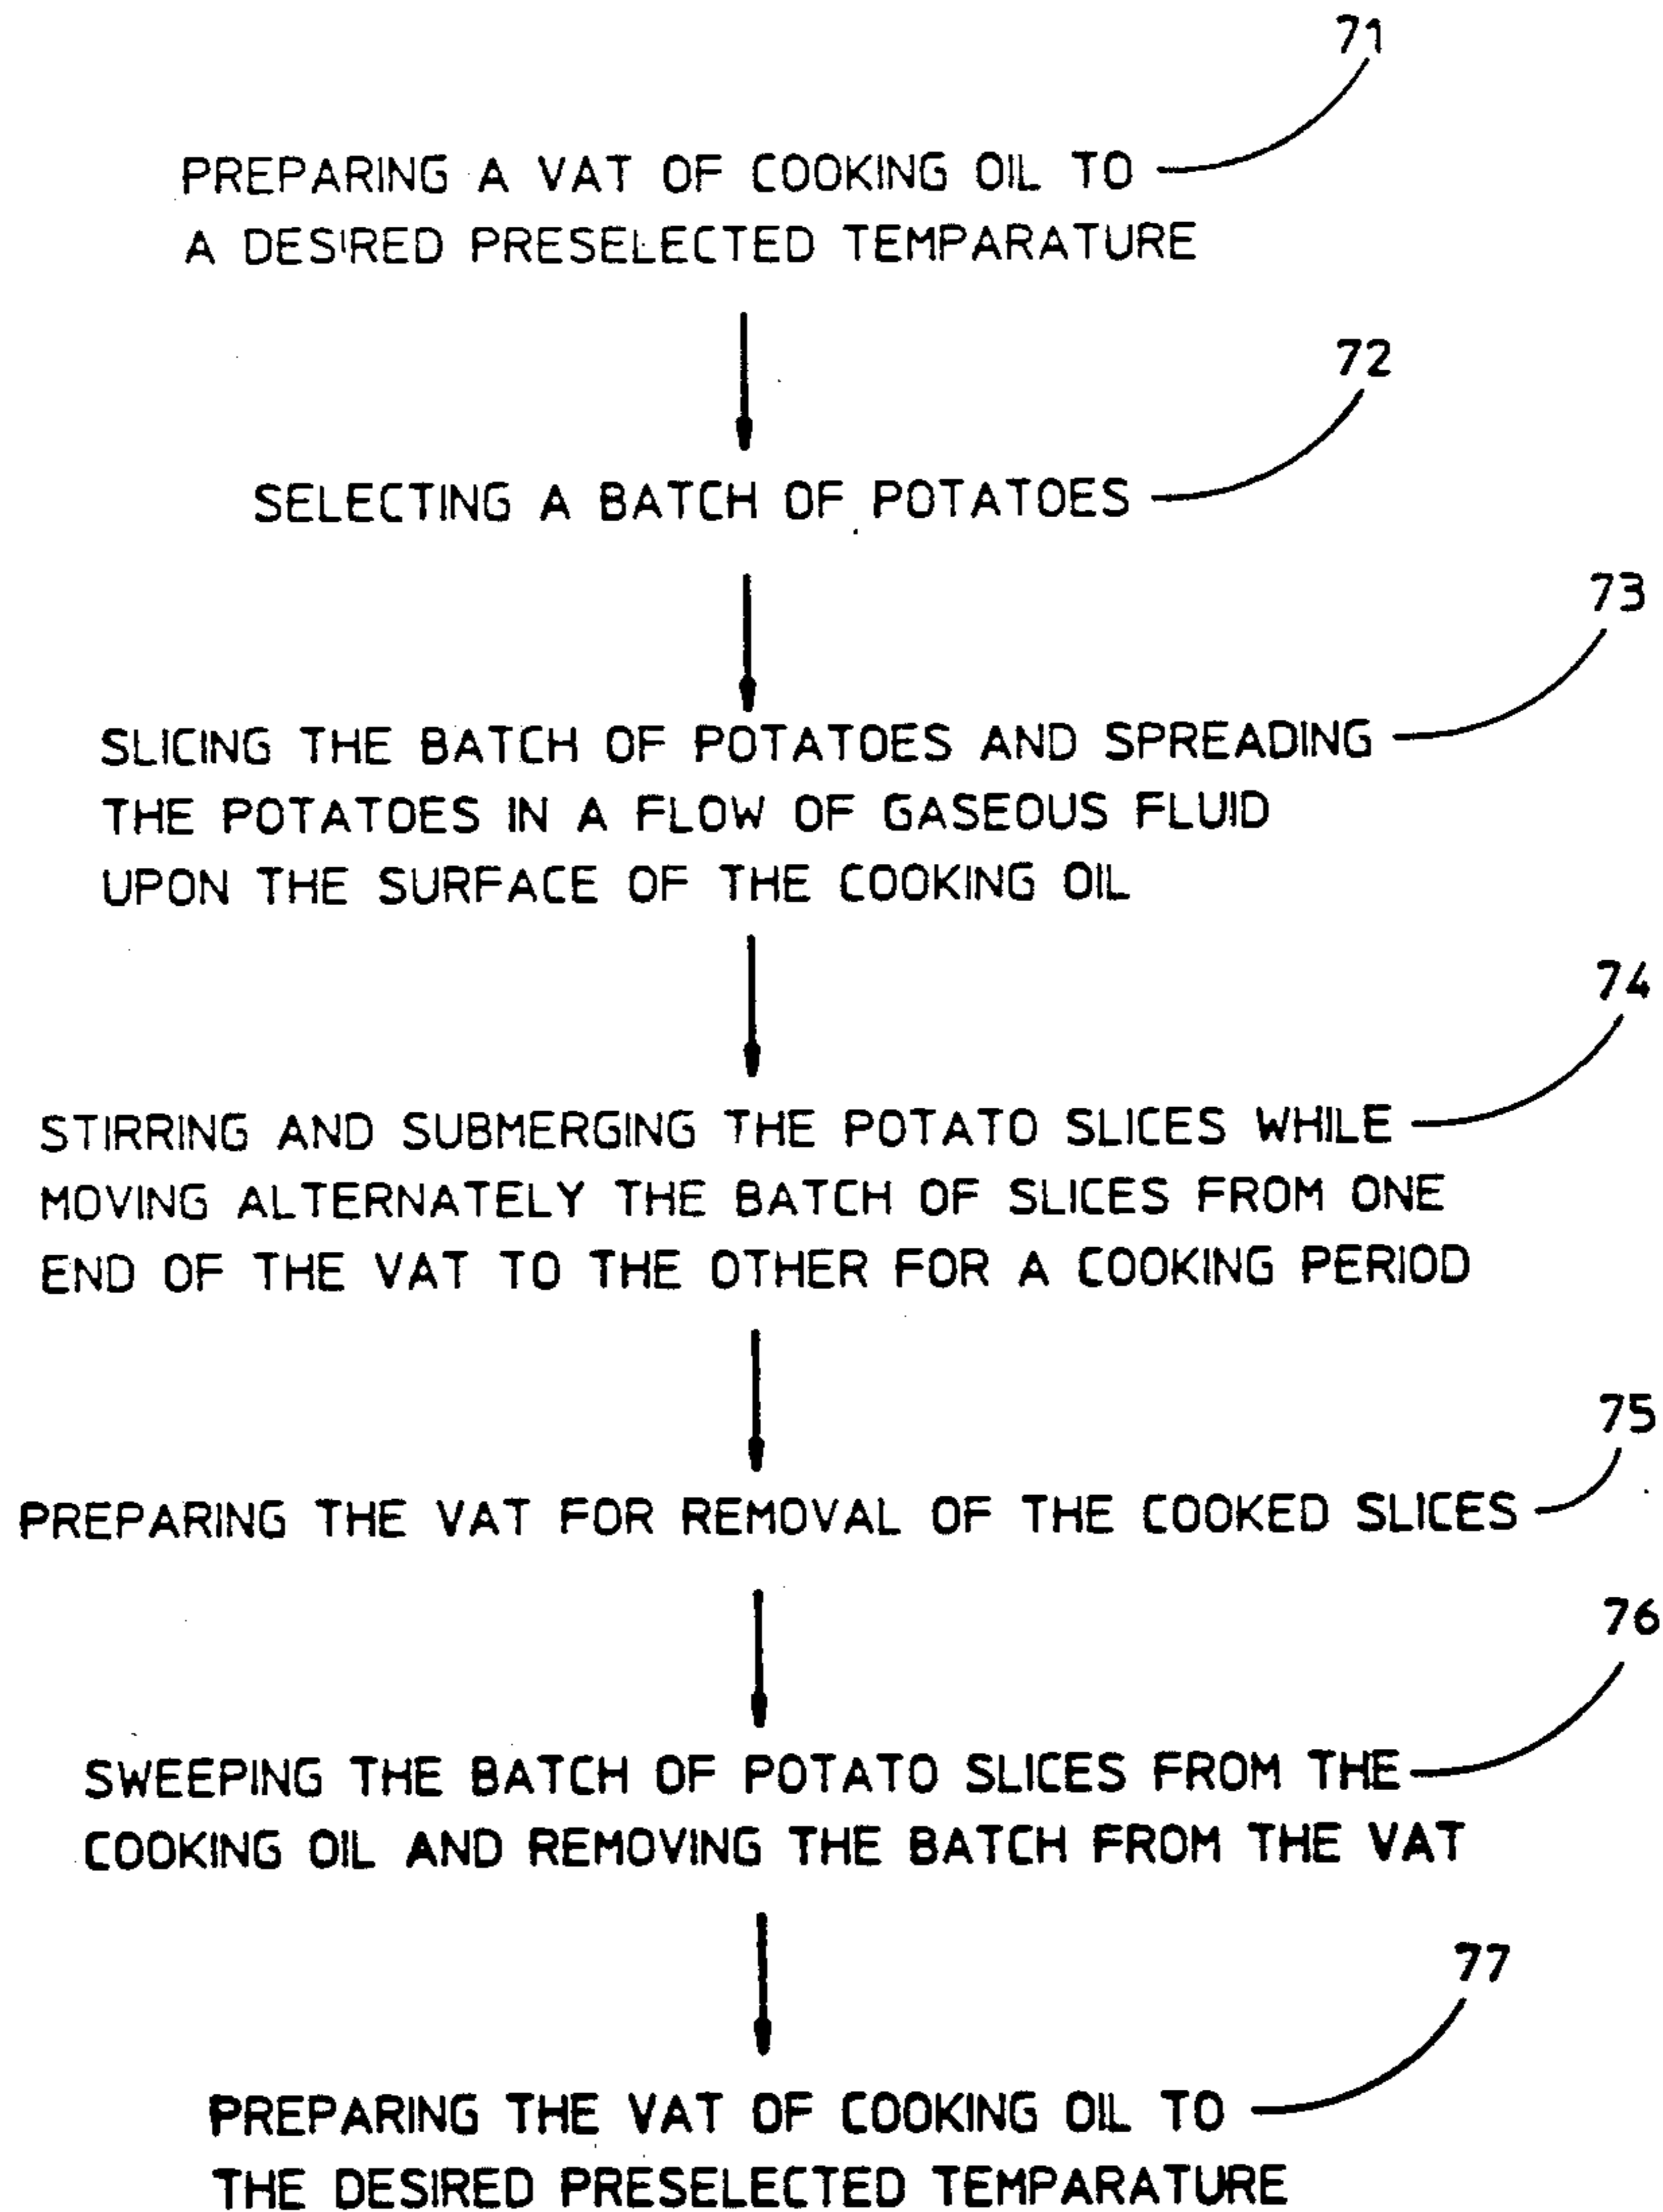 71
PREPARING A VAT OF COOKING OIL TO
A DESIRED PRESELECTED TEMPARATURE
72
SELECTING A BATCH OF POTATOES
73
SLICING THE BATCH OF POTATOES AND SPREADING
THE POTATOES IN A FLOW OF GASEOUS FLUID
UPON THE SURFACE OF THE COOKING OIL
74
STIRRING AND SUBMERGING THE POTATO SLICES WHILE
MOVING ALTERNATELY THE BATCH OF SLICES FROM ONE
END OF THE VAT TO THE OTHER FOR A COOKING PERIOD
75
PREPARING THE VAT FOR REMOVAL OF THE COOKED SLICES
76
SWEEPING THE BATCH OF POTATO SLICES FROM THE
COOKING OIL AND REMOVING THE BATCH FROM THE VAT
77
PREPARING THE VAT OF COOKING OIL TO
THE DESIRED PRESELECTED TEMPARATURE